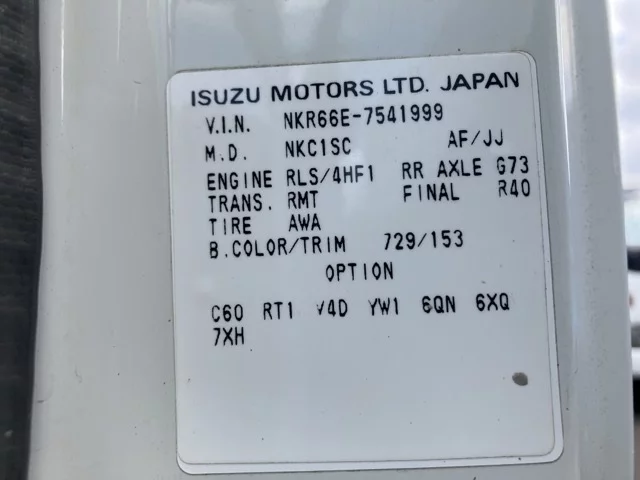 ISUZU MOTORS LTD. JAPAN
V.I.N. NKR66E-7541999
M.D. NKC1SC AF/JJ
ENGINE RLS/4HF1 RR AXLE G73
TRANS. RMT FINAL R40
TIRE AWA
B.COLOR/TRIM 729/153
OPTION
C60 RT1 V4D YW1 6QN 6XQ
7XH